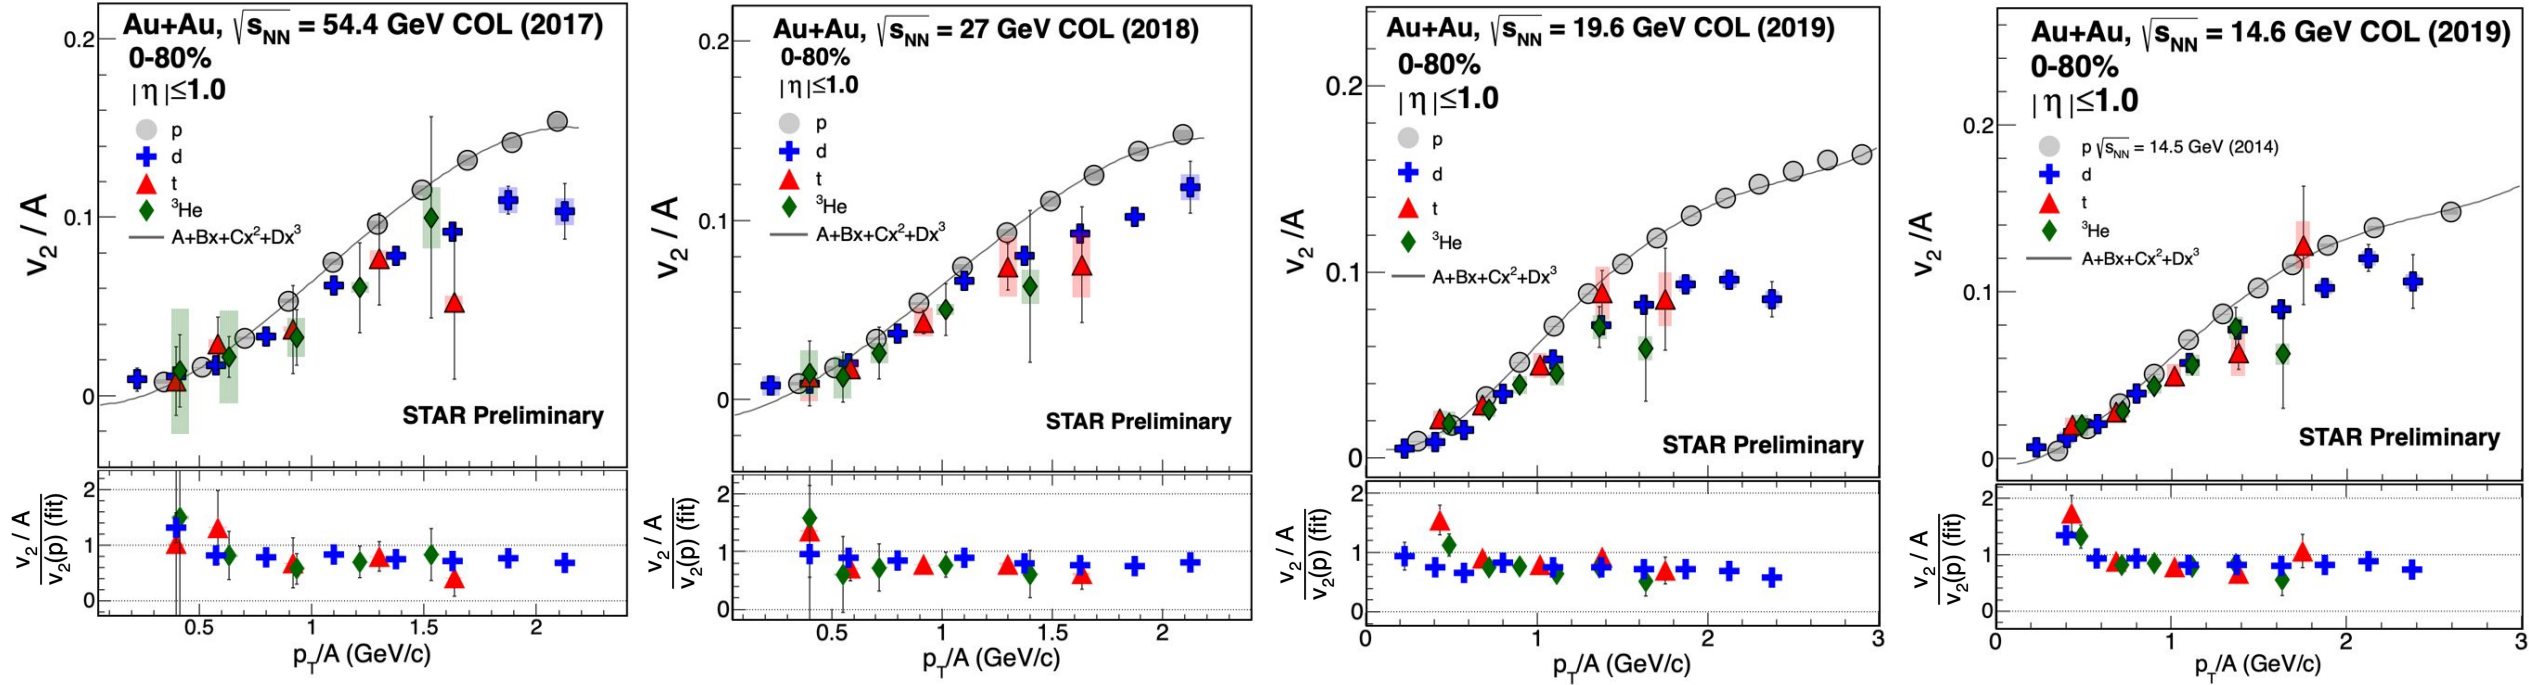 Au+Au, √sNN = 54.4 GeV COL (2017)
0-80%
|η|≤1.0
p
d
t
³He
A+Bx+Cx²+Dx³
STAR Preliminary
v₂ /A
0.2
0.1
0
v₂ / A
v₂(p) (fit)
2
1
0
0.5
1
1.5
2
pT/A (GeV/c)
Au+Au, √sNN = 27 GeV COL (2018)
0-80%
|η|≤1.0
p
d
t
³He
A+Bx+Cx²+Dx³
STAR Preliminary
v₂ /A
0.2
0.1
0
v₂ / A
v₂(p) (fit)
2
1
0
0.5
1
1.5
2
pT/A (GeV/c)
Au+Au, √sNN = 19.6 GeV COL (2019)
0-80%
|η|≤1.0
p
d
t
³He
A+Bx+Cx²+Dx³
STAR Preliminary
v₂ /A
0.2
0.1
0
v₂ / A
v₂(p) (fit)
2
1
0
0
1
2
3
pT/A (GeV/c)
Au+Au, √sNN = 14.6 GeV COL (2019)
0-80%
|η|≤1.0
p √sNN = 14.5 GeV (2014)
d
t
³He
A+Bx+Cx²+Dx³
STAR Preliminary
v₂ /A
0.2
0.1
0
v₂ / A
v₂(p) (fit)
2
1
0
0
1
2
3
pT/A (GeV/c)